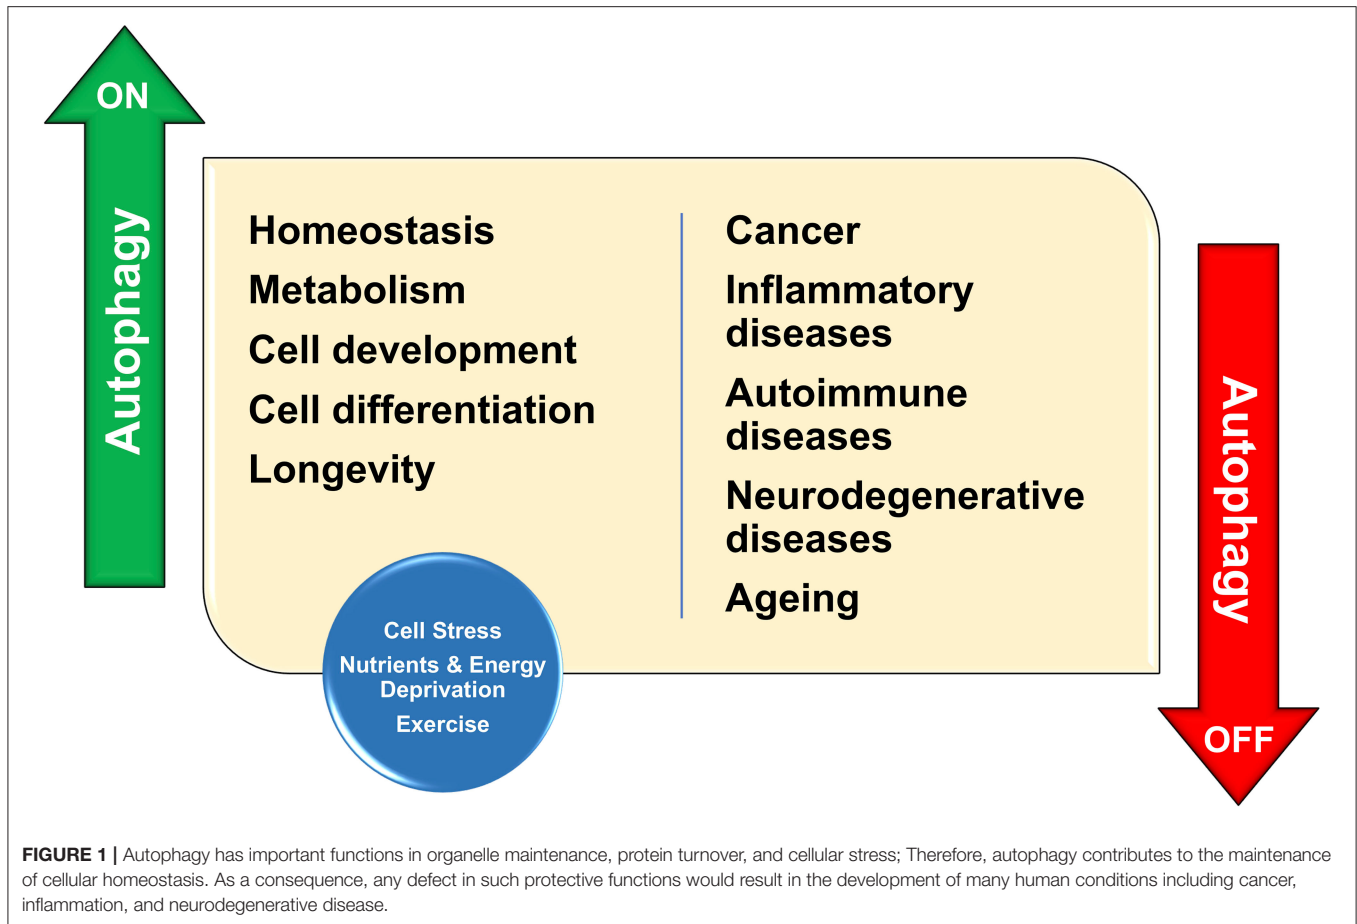 ON
Autophagy
Homeostasis
Metabolism
Cell development
Cell differentiation
Longevity
Cell Stress
Nutrients & Energy
Deprivation
Exercise
Cancer
Inflammatory
diseases
Autoimmune
diseases
Neurodegenerative
diseases
Ageing
Autophagy
OFF
FIGURE 1 | Autophagy has important functions in organelle maintenance, protein turnover, and cellular stress; Therefore, autophagy contributes to the maintenance
of cellular homeostasis. As a consequence, any defect in such protective functions would result in the development of many human conditions including cancer,
inflammation, and neurodegenerative disease.